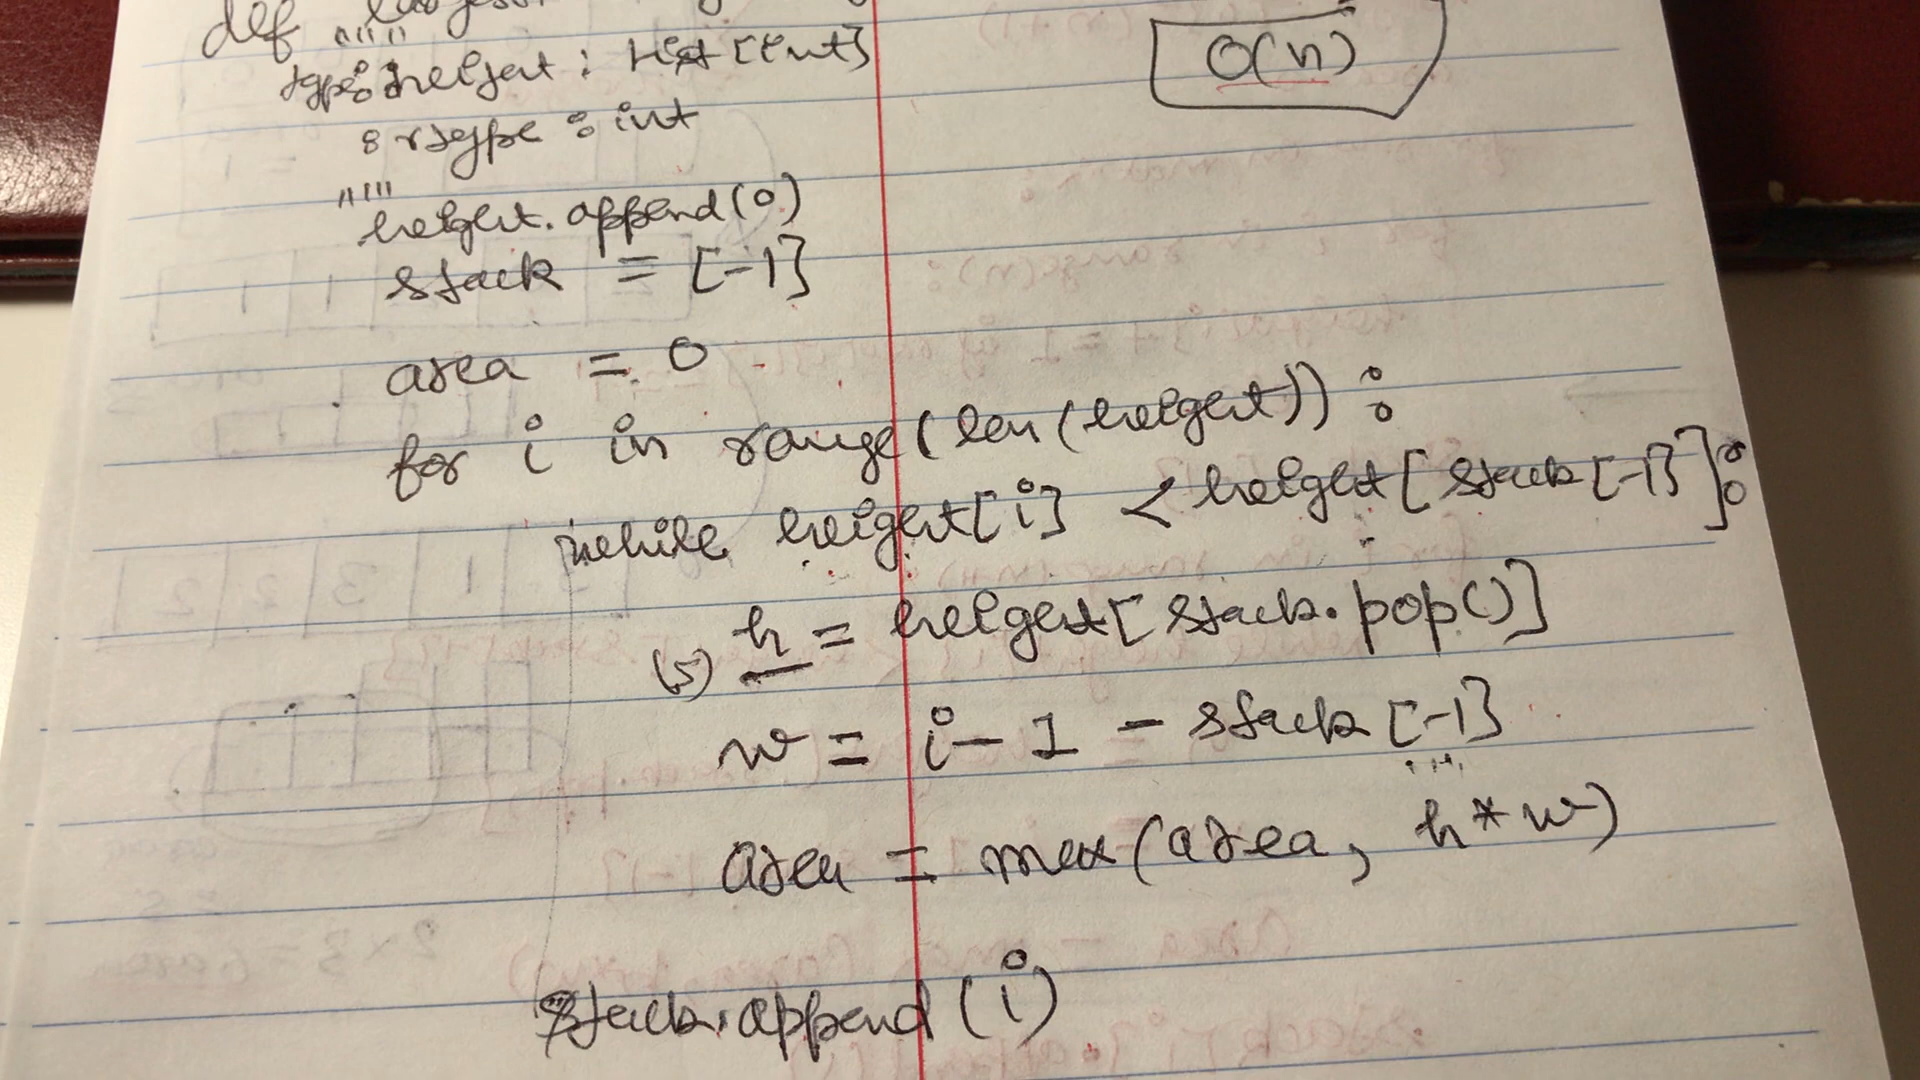 def
O(n)
""""
type: height: List[int]
: rtype : int
""""
height.append(0)
stack = [-1]
area = 0
for i in range(len(height)):
while height[i] < height[stack[-1]:
(5) h = height[stack.pop()]
w = i-1 - stack[-1]
area = max(area, h*w)
stack.append(i)